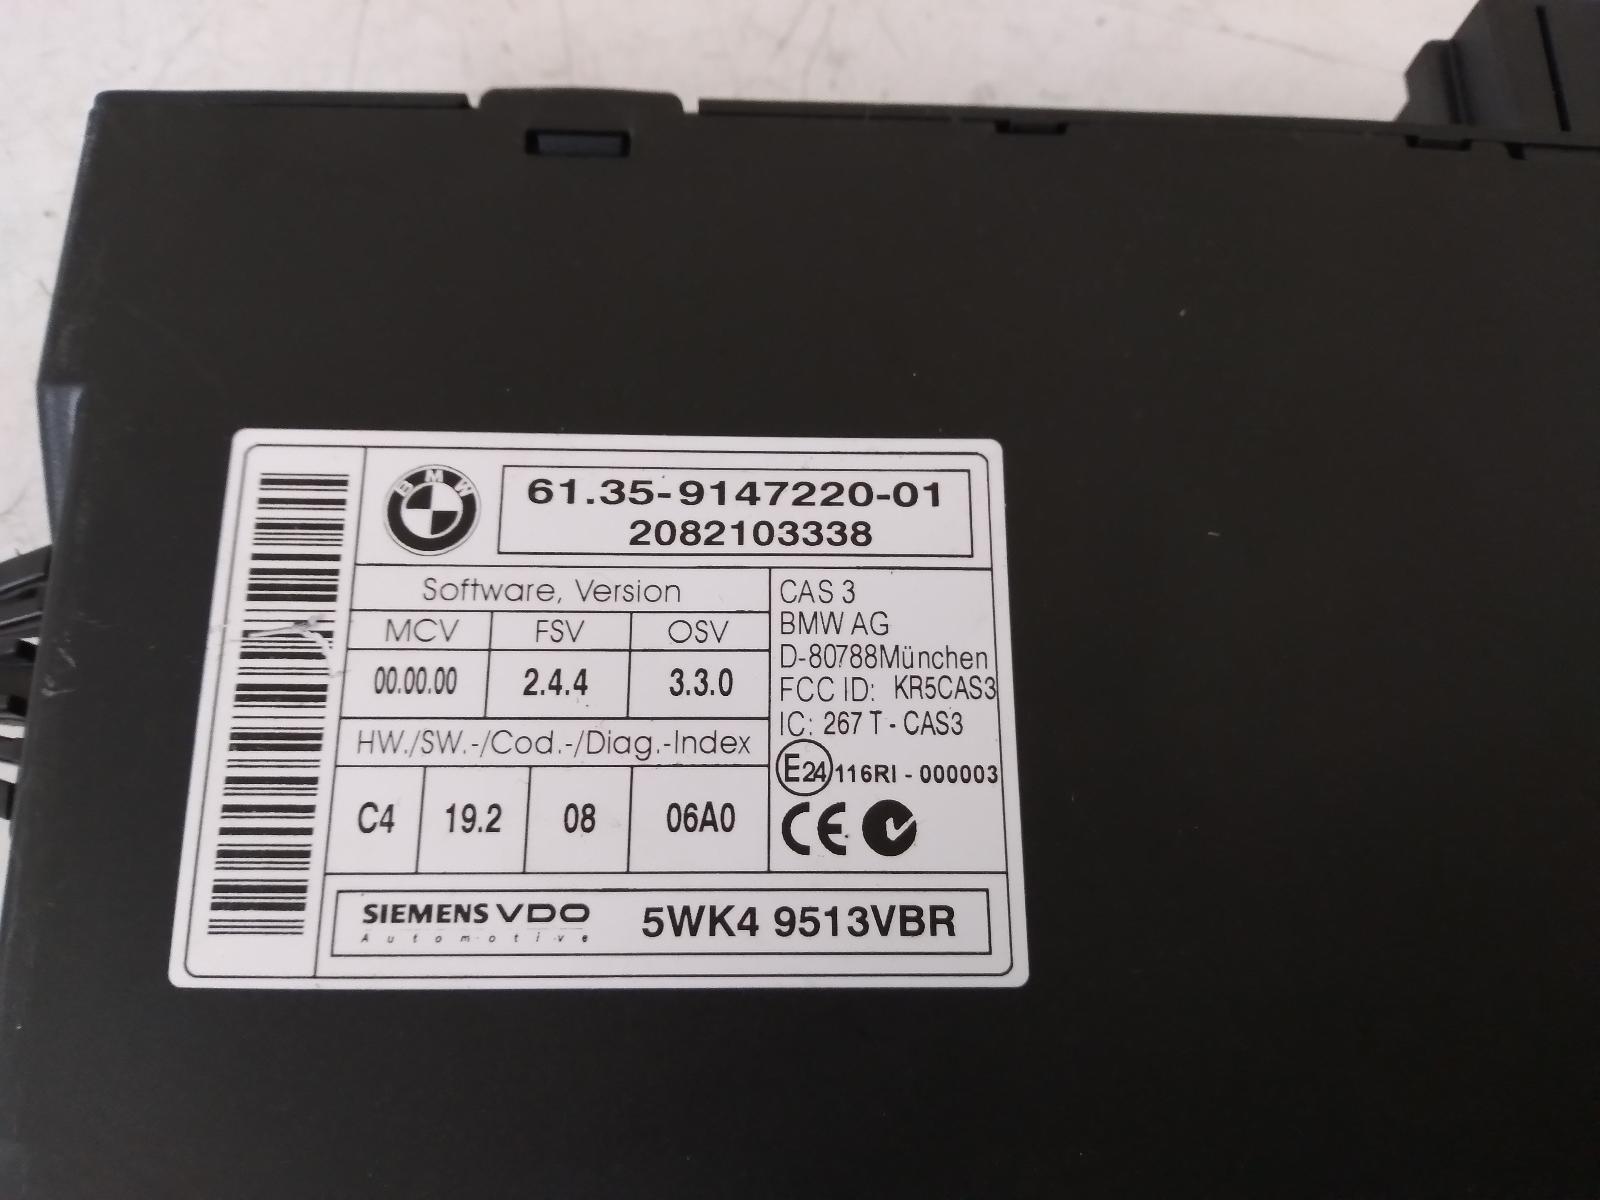 BMW
61.35-9147220-01
2082103338
Software, Version
MCV FSV OSV
00.00.00 2.4.4 3.3.0
HW./SW.-/Cod.-/Diag.-Index
C4 19.2 08 06A0
CAS 3
BMW AG
D-80788München
FCC ID: KR5CAS3
IC: 267 T - CAS3
E24 116RI - 000003
CE
SIEMENS VDO 5WK4 9513VBR
Automotive